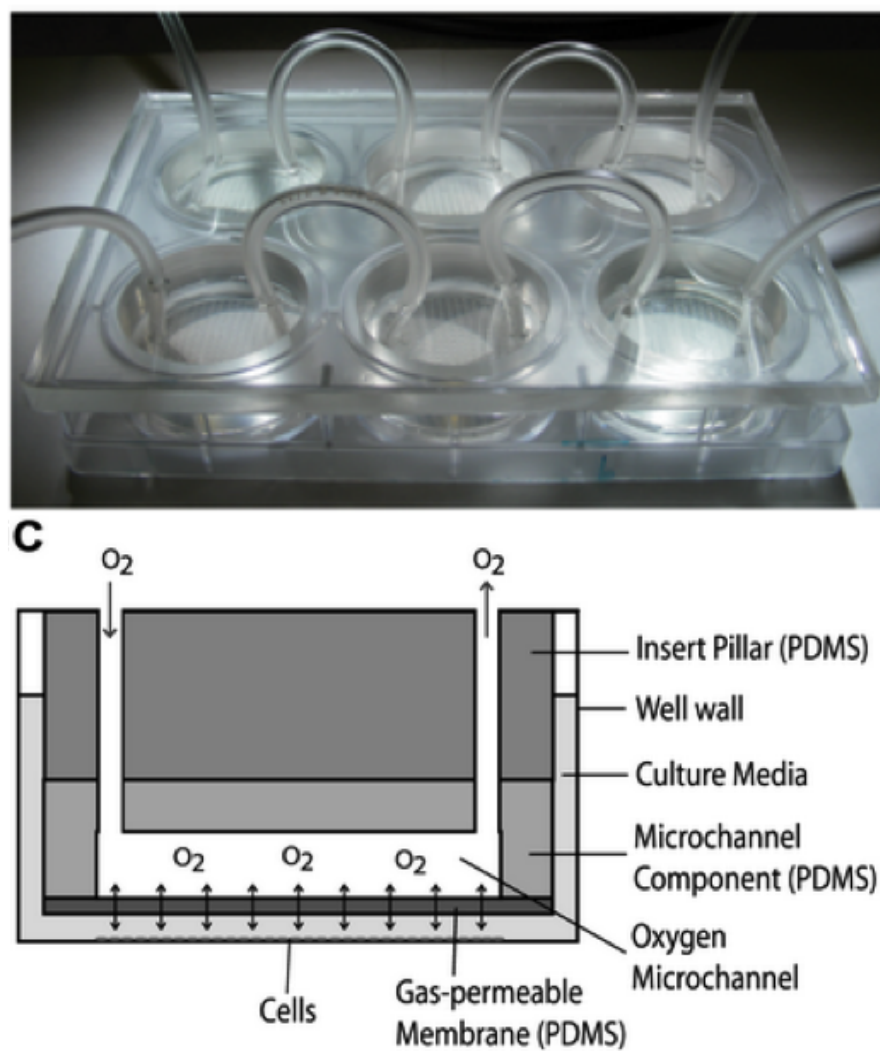 C
O₂
O₂
Insert Pillar (PDMS)
Well wall
Culture Media
Microchannel
Component (PDMS)
O₂ O₂ O₂
Oxygen
Microchannel
Gas-permeable
Membrane (PDMS)
Cells